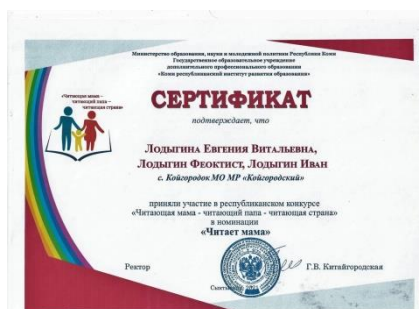 Министерство образования, науки и молодежной политики Республики Коми
Государственное образовательное учреждение
дополнительного профессионального образования
«Коми республиканский институт развития образования»
«Читающая мама -
читающий папа -
читающая страна»
СЕРТИФИКАТ
подтверждает, что
Лодыгина Евгения Витальевна,
Лодыгин Феоктист, Лодыгин Иван
с. Койгородок МО МР «Койгородский»
приняли участие в республиканском конкурсе
«Читающая мама - читающий папа - читающая страна»
в номинации
«Читает мама»
Ректор
Г.В. Китайгородская